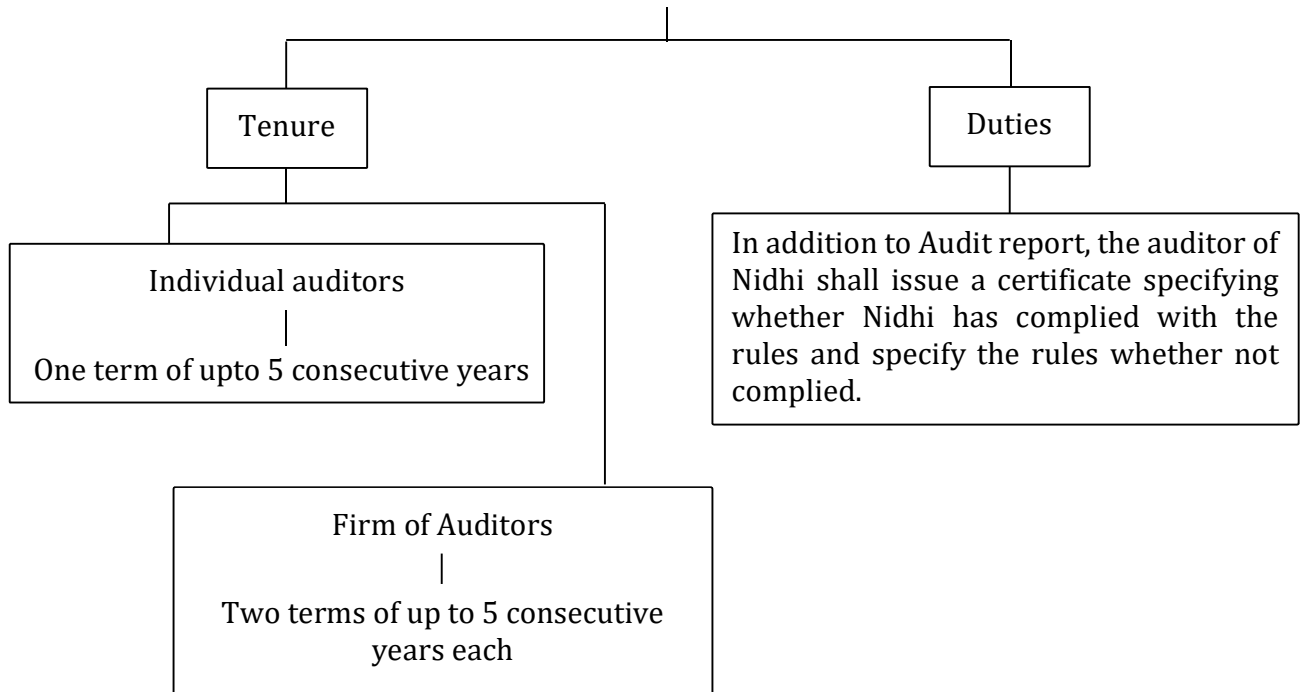 Tenure
Duties
Individual auditors
One term of upto 5 consecutive years
In addition to Audit report, the auditor of
Nidhi shall issue a certificate specifying
whether Nidhi has complied with the
rules and specify the rules whether not
complied.
Firm of Auditors
Two terms of up to 5 consecutive
years each